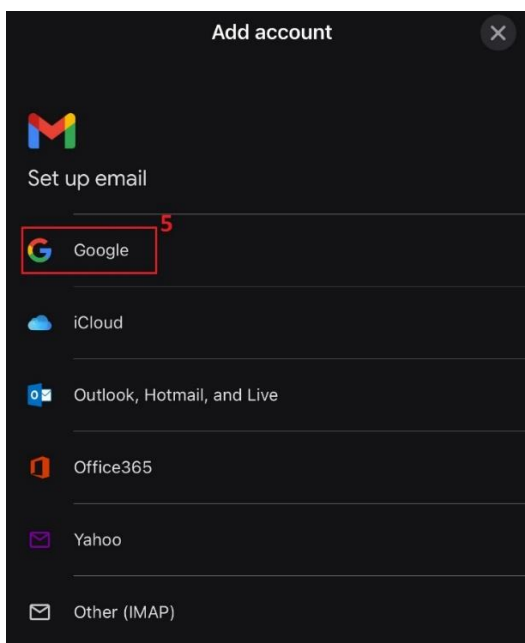 Add account
Set up email
5
Google
iCloud
Outlook, Hotmail, and Live
Office365
Yahoo
Other (IMAP)